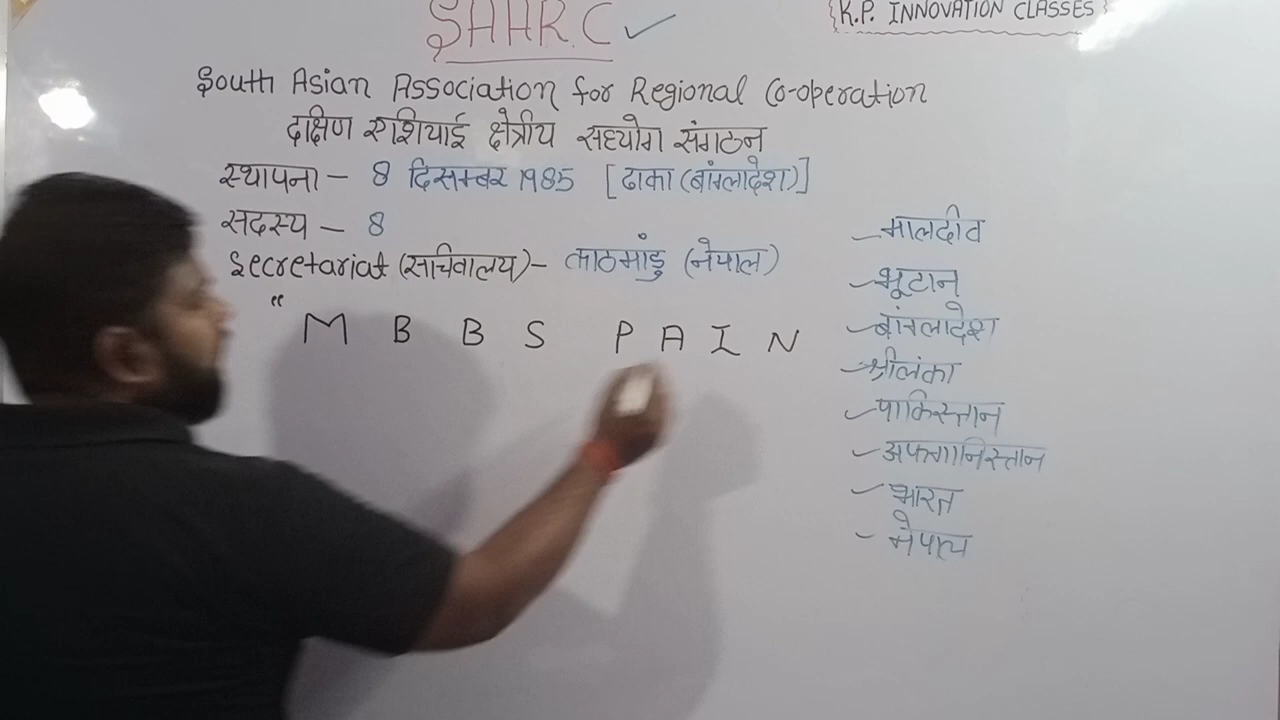 SAARC
K.P. INNOVATION CLASSES
South Asian Association for Regional Co-operation
दक्षिण एशियाई क्षेत्रीय सहयोग संगठन
स्थापना - 8 दिसम्बर 1985 [ढाका (बांग्लादेश)]
सदस्य - 8
Secretariat (सचिवालय) - काठमांडु (नेपाल)
" M B B S P A I N
- मालदीव
- भूटान
- बांग्लादेश
- श्रीलंका
- पाकिस्तान
- अफगानिस्तान
- भारत
- नेपाल